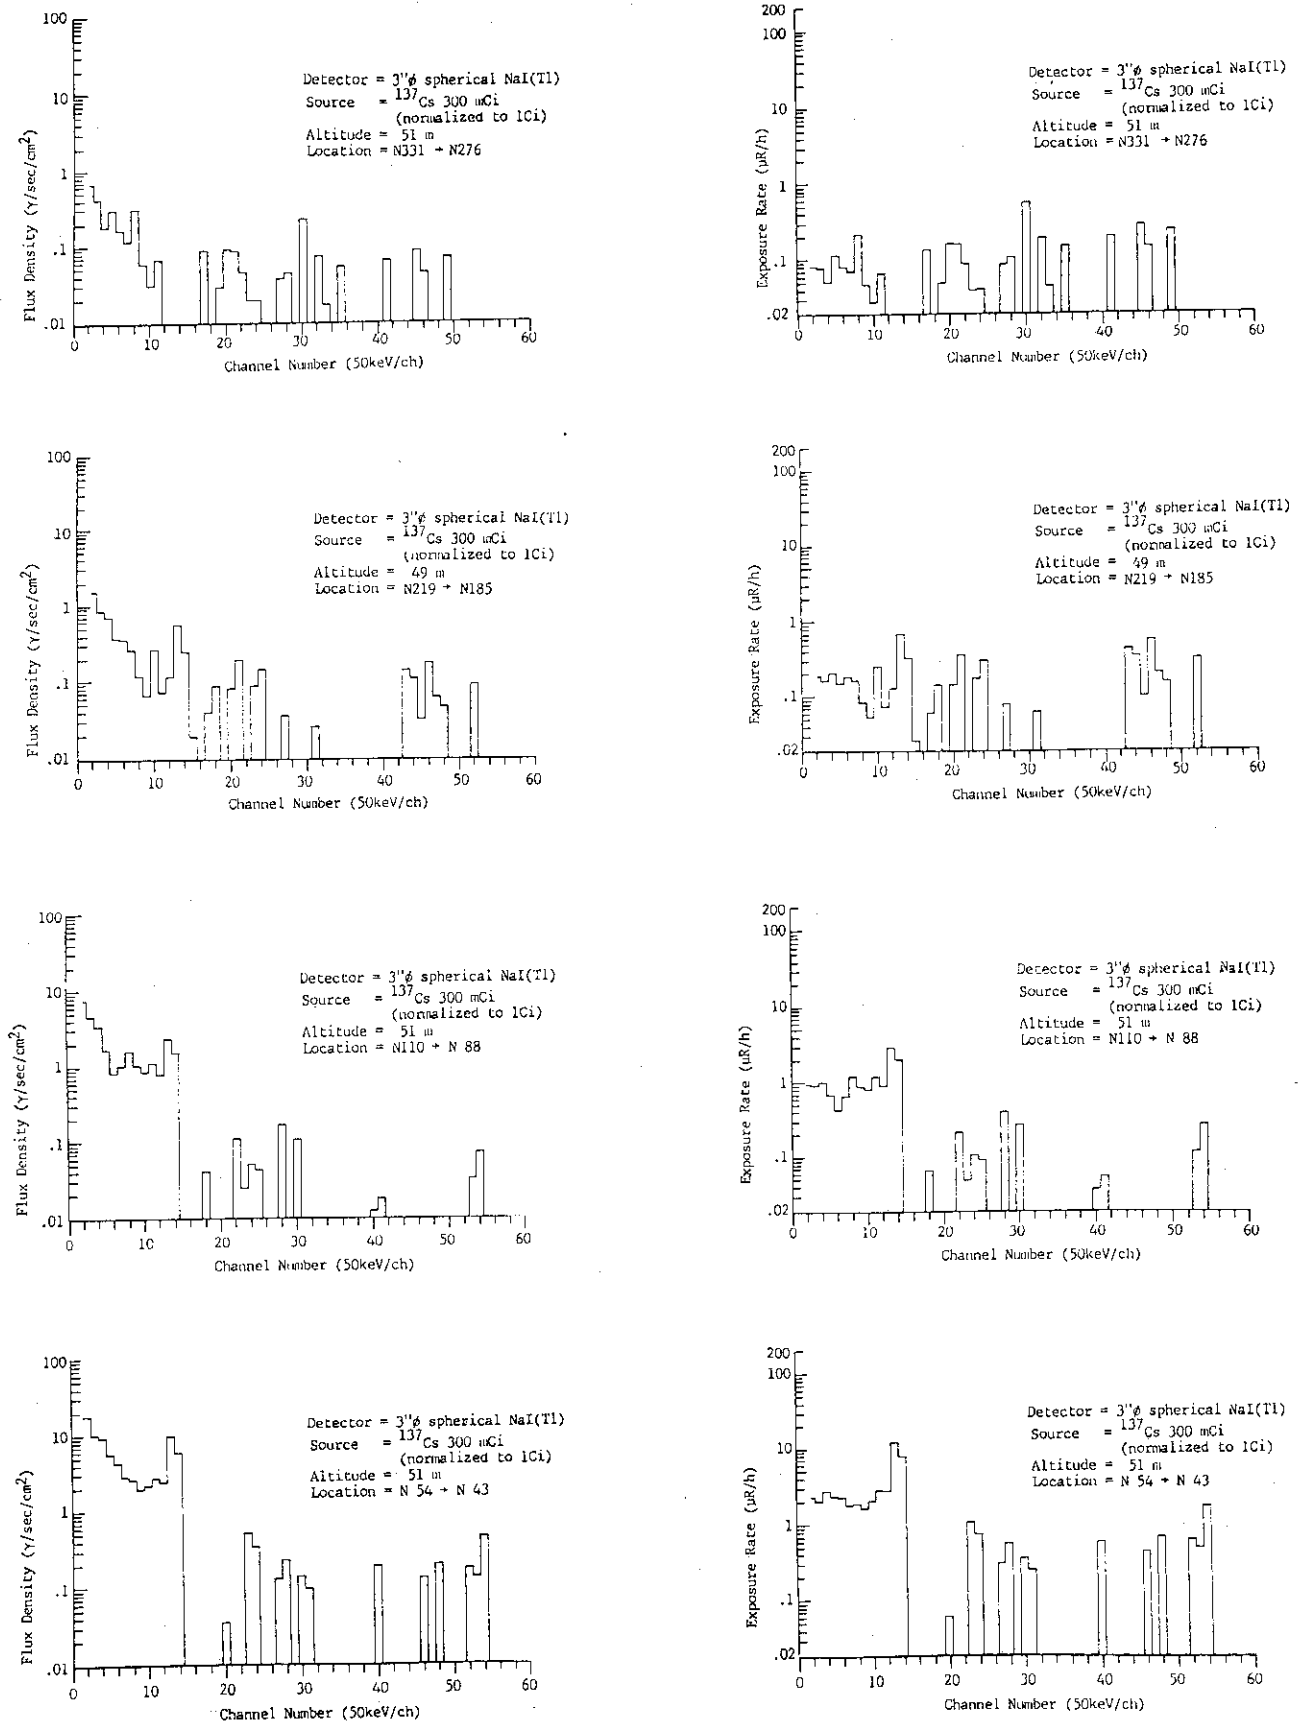 100
10
1
.1
.01
Flux Density (γ/sec/cm²)
Detector = 3"ϕ spherical NaI(Tl)
Source = ¹³⁷Cs 300 mCi
(normalized to 1Ci)
Altitude = 51 m
Location = N331 → N276
0 10 20 30 40 50 60
Channel Number (50keV/ch)
200
100
10
1
0.1
.02
Exposure Rate (μR/h)
Detector = 3"ϕ spherical NaI(Tl)
Source = ¹³⁷Cs 300 mCi
(normalized to 1Ci)
Altitude = 51 m
Location = N331 → N276
0 10 20 30 40 50 60
Channel Number (50keV/ch)
100
10
1
.1
.01
Flux Density (γ/sec/cm²)
Detector = 3"ϕ spherical NaI(Tl)
Source = ¹³⁷Cs 300 mCi
(normalized to 1Ci)
Altitude = 49 m
Location = N219 → N185
0 10 20 30 40 50 60
Channel Number (50keV/ch)
200
100
10
1
0.1
.02
Exposure Rate (μR/h)
Detector = 3"ϕ spherical NaI(Tl)
Source = ¹³⁷Cs 300 mCi
(normalized to 1Ci)
Altitude = 49 m
Location = N219 → N185
0 10 20 30 40 50 60
Channel Number (50keV/ch)
100
10
1
.1
.01
Flux Density (γ/sec/cm²)
Detector = 3"ϕ spherical NaI(Tl)
Source = ¹³⁷Cs 300 mCi
(normalized to 1Ci)
Altitude = 51 m
Location = N110 → N 88
0 10 20 30 40 50 60
Channel Number (50keV/ch)
200
100
10
1
.1
.02
Exposure Rate (μR/h)
Detector = 3"ϕ spherical NaI(Tl)
Source = ¹³⁷Cs 300 mCi
(normalized to 1Ci)
Altitude = 51 m
Location = N110 → N 88
0 10 20 30 40 50 60
Channel Number (50keV/ch)
100
10
1
.1
.01
Flux Density (γ/sec/cm²)
Detector = 3"ϕ spherical NaI(Tl)
Source = ¹³⁷Cs 300 mCi
(normalized to 1Ci)
Altitude = 51 m
Location = N 54 → N 43
0 10 20 30 40 50 60
Channel Number (50keV/ch)
200
100
10
1
.1
.02
Exposure Rate (μR/h)
Detector = 3"ϕ spherical NaI(Tl)
Source = ¹³⁷Cs 300 mCi
(normalized to 1Ci)
Altitude = 51 m
Location = N 54 → N 43
0 10 20 30 40 50 60
Channel Number (50keV/ch)